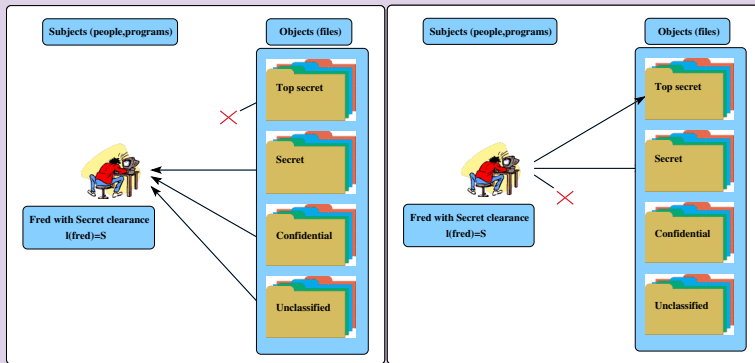 Subjects (people,programs)
Objects (files)
Top secret
Secret
Confidential
Unclassified
Fred with Secret clearance
l(fred)=S
Subjects (people,programs)
Objects (files)
Top secret
Secret
Confidential
Unclassified
Fred with Secret clearance
l(fred)=S